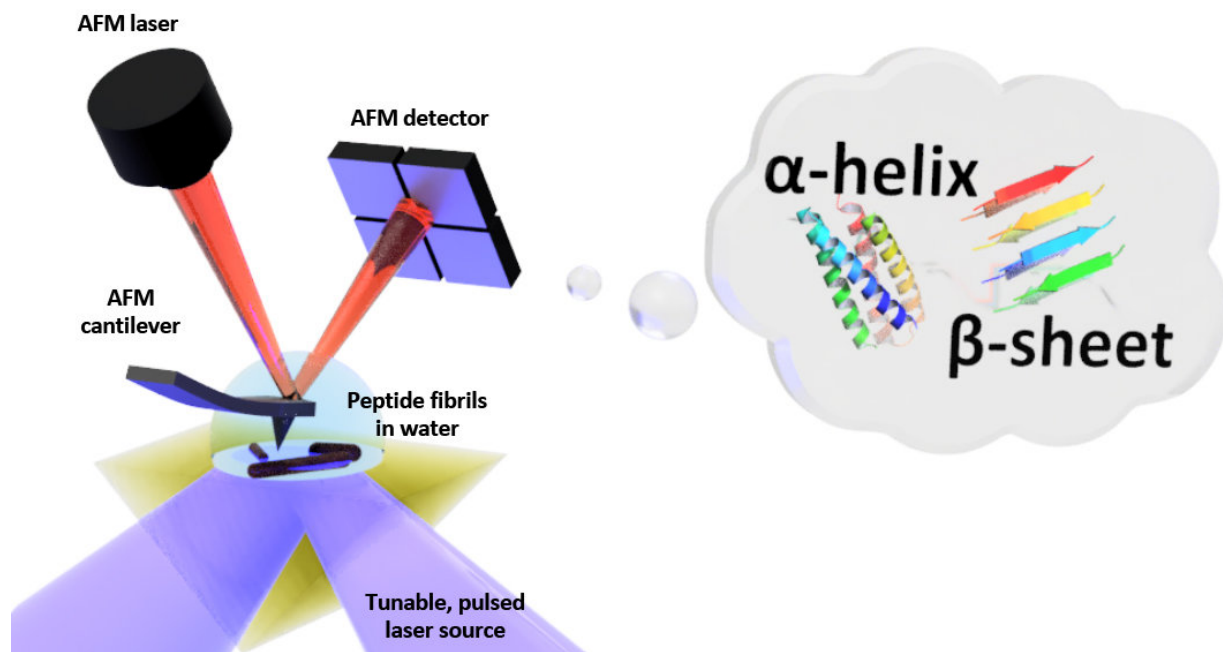 AFM laser
AFM detector
AFM
cantilever
Peptide fibrils
in water
Tunable, pulsed
laser source
α-helix
β-sheet